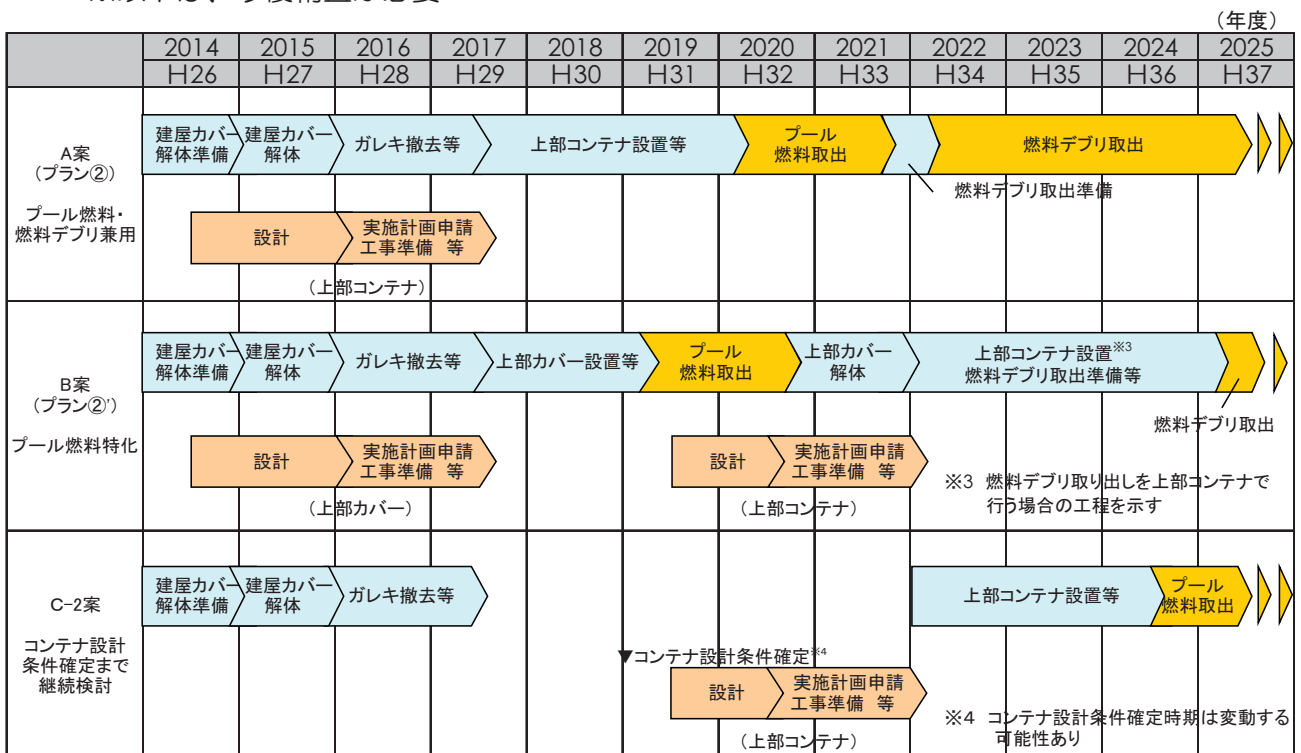 （年度）
2014 2015 2016 2017 2018 2019 2020 2021 2022 2023 2024 2025
H26 H27 H28 H29 H30 H31 H32 H33 H34 H35 H36 H37
A案
（プラン②）
プール燃料・
燃料デブリ兼用
建屋カバー
解体準備
建屋カバー
解体
ガレキ撤去等
上部コンテナ設置等
プール
燃料取出
燃料デブリ取出
燃料デブリ取出準備
設計
実施計画申請
工事準備 等
（上部コンテナ）
B案
（プラン②'）
プール燃料特化
建屋カバー
解体準備
建屋カバー
解体
ガレキ撤去等
上部カバー設置等
プール
燃料取出
上部カバー
解体
上部コンテナ設置※3
燃料デブリ取出準備等
燃料デブリ取出
設計
実施計画申請
工事準備 等
（上部カバー）
設計
実施計画申請
工事準備 等
（上部コンテナ）
※3 燃料デブリ取り出しを上部コンテナで
行う場合の工程を示す
C-2案
コンテナ設計
条件確定まで
継続検討
建屋カバー
解体準備
建屋カバー
解体
ガレキ撤去等
上部コンテナ設置等
プール
燃料取出
▼コンテナ設計条件確定※4
設計
実施計画申請
工事準備 等
（上部コンテナ）
※4 コンテナ設計条件確定時期は変動する
可能性あり